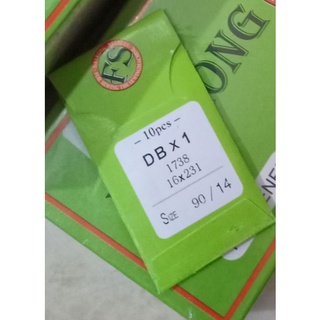 FS
ONG
- 10pcs -
DB X 1
1738
16x231
SIZE 90 / 14